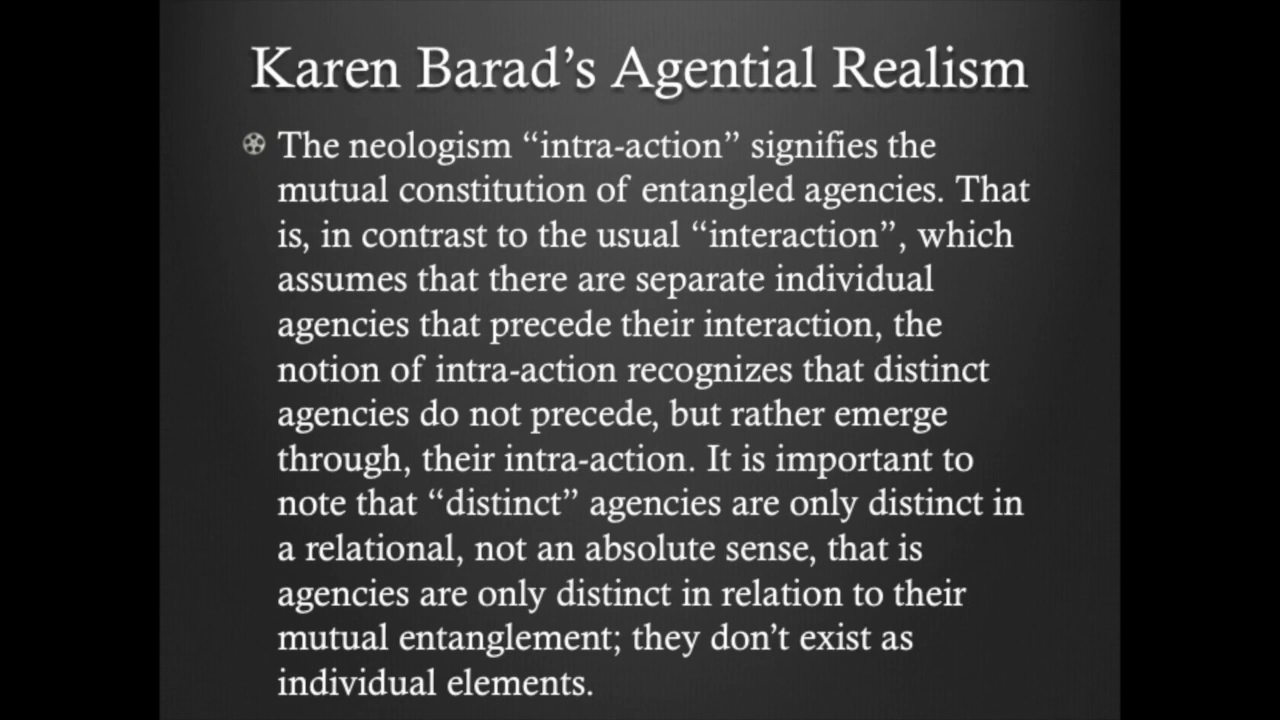 Karen Barad’s Agential Realism
The neologism “intra-action” signifies the
mutual constitution of entangled agencies. That
is, in contrast to the usual “interaction”, which
assumes that there are separate individual
agencies that precede their interaction, the
notion of intra-action recognizes that distinct
agencies do not precede, but rather emerge
through, their intra-action. It is important to
note that “distinct” agencies are only distinct in
a relational, not an absolute sense, that is
agencies are only distinct in relation to their
mutual entanglement; they don’t exist as
individual elements.